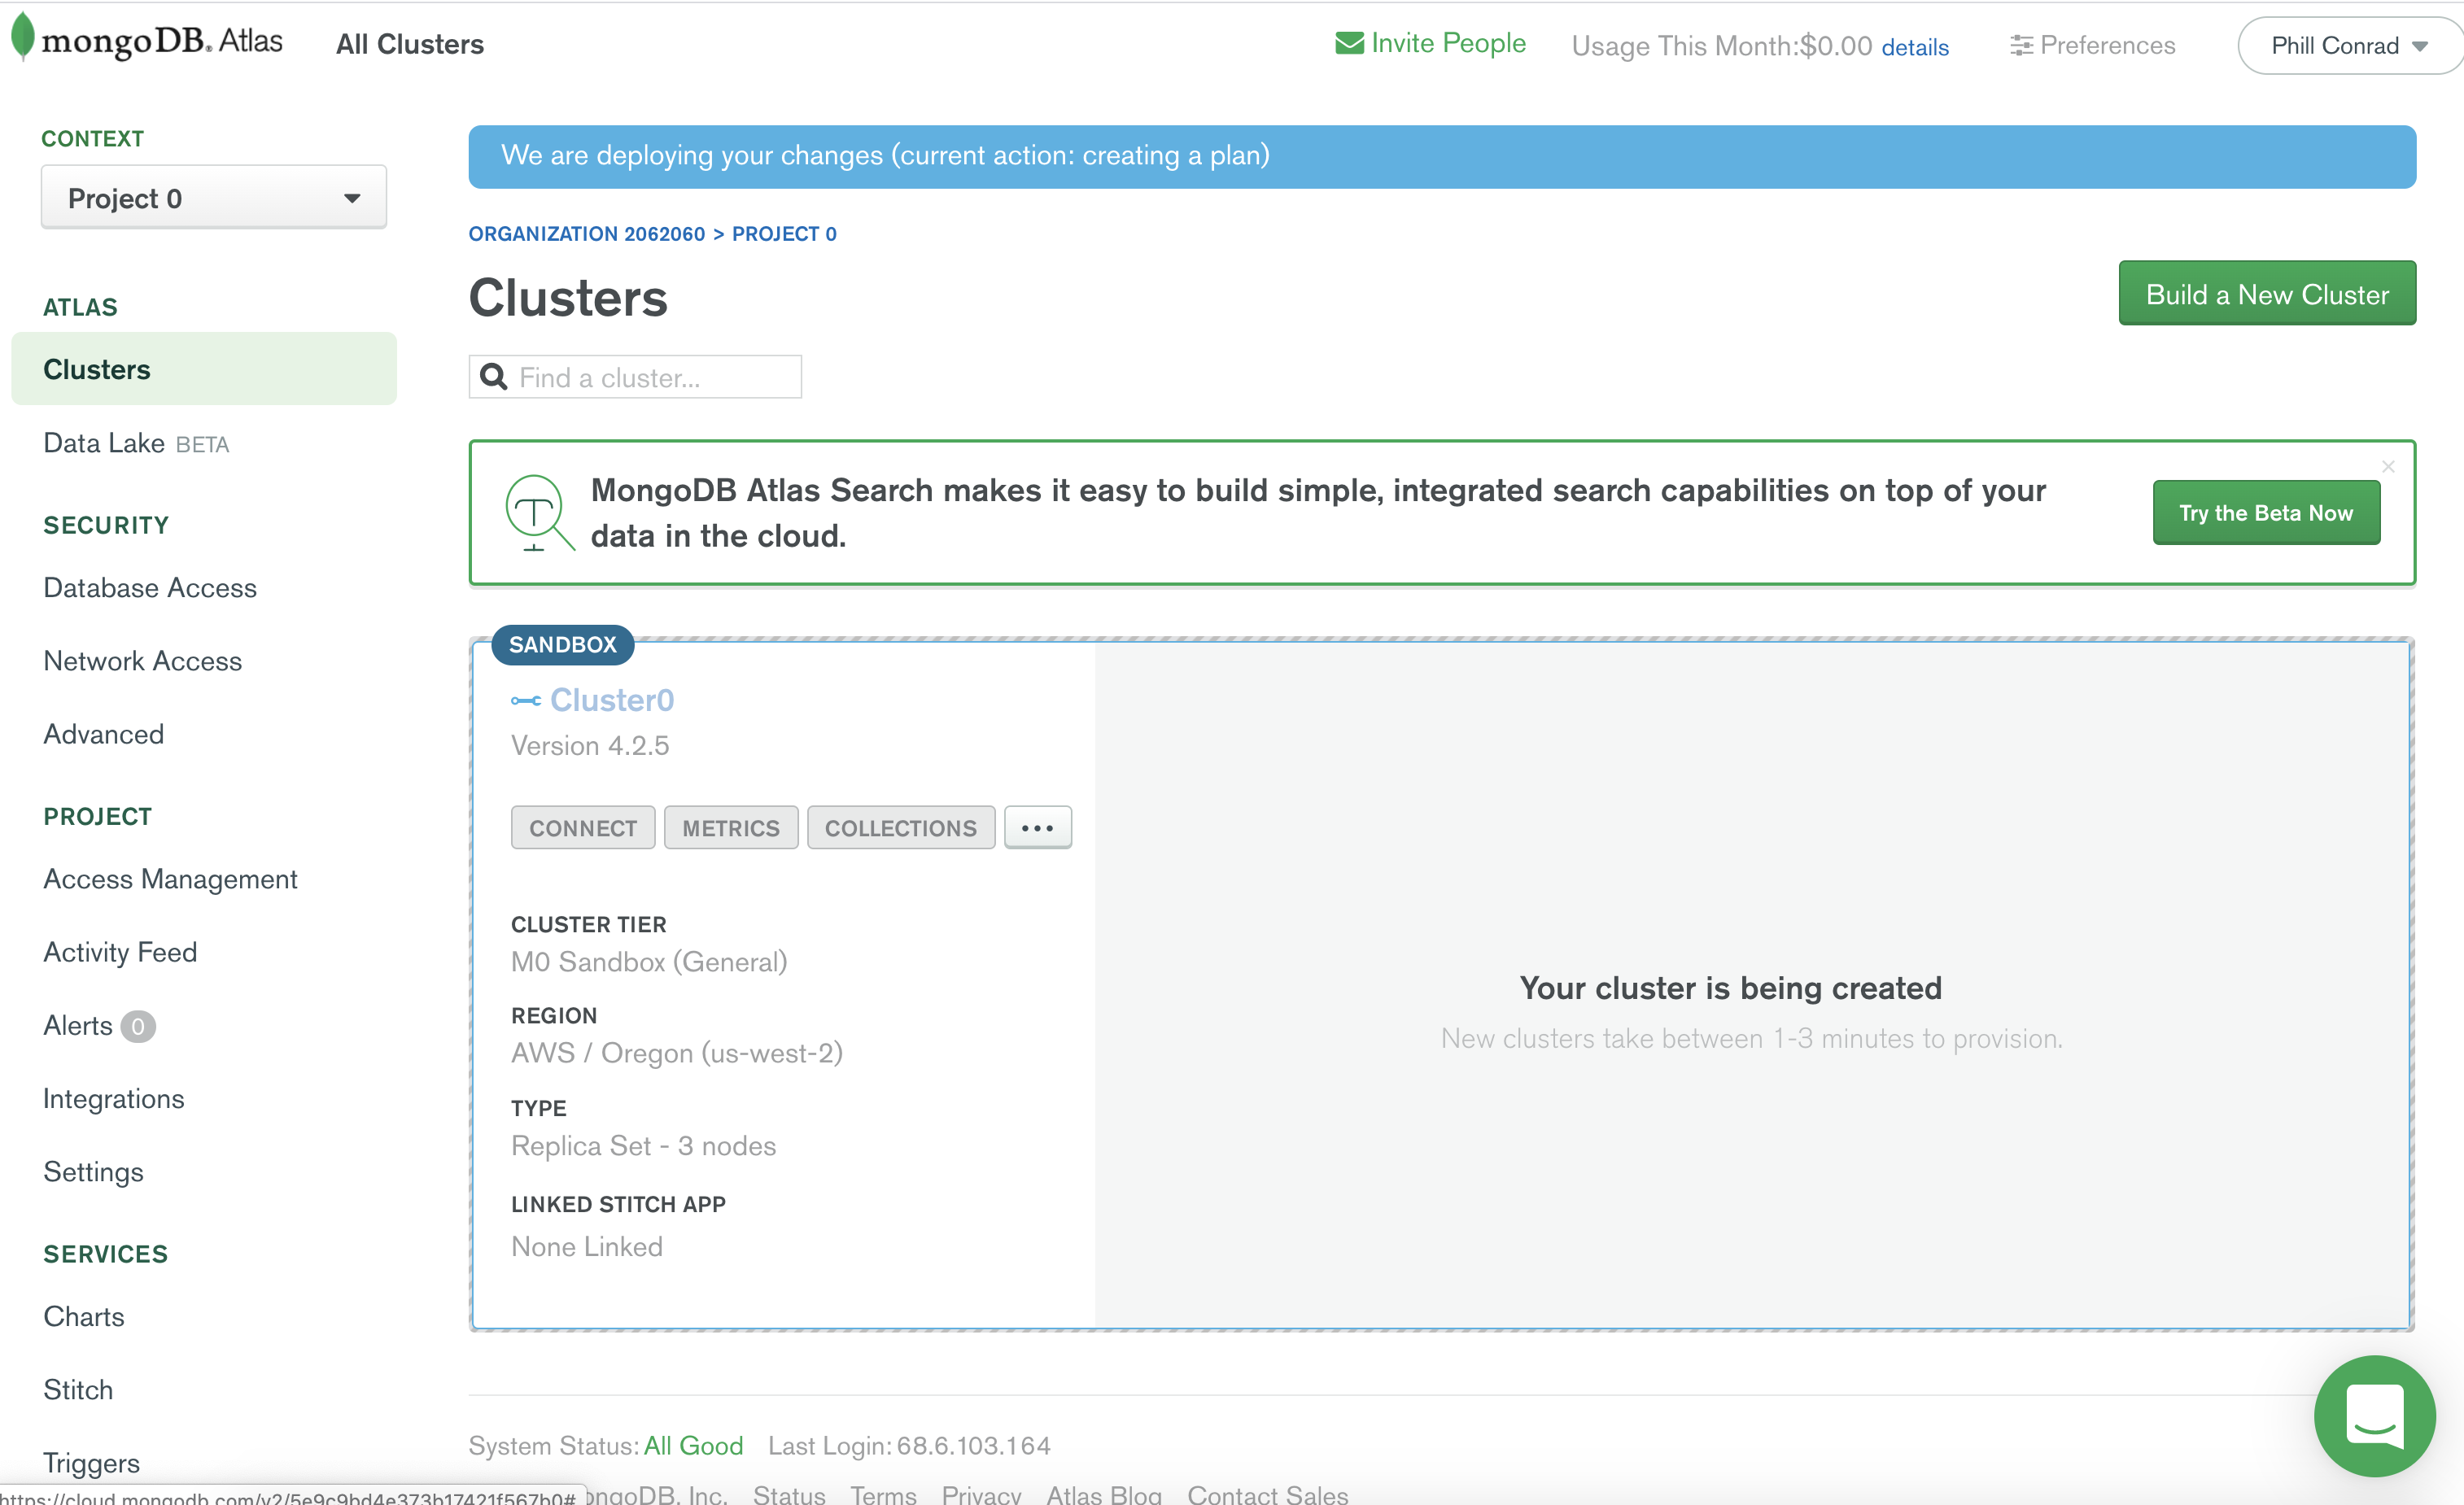 mongoDB. Atlas
All Clusters
Invite People
Usage This Month:$0.00 details
Preferences
Phill Conrad
CONTEXT
Project 0
ATLAS
Clusters
Data Lake BETA
SECURITY
Database Access
Network Access
Advanced
PROJECT
Access Management
Activity Feed
Alerts 0
Integrations
Settings
SERVICES
Charts
Stitch
Triggers
We are deploying your changes (current action: creating a plan)
ORGANIZATION 2062060 > PROJECT 0
Clusters
Build a New Cluster
Find a cluster...
MongoDB Atlas Search makes it easy to build simple, integrated search capabilities on top of your
data in the cloud.
Try the Beta Now
SANDBOX
Cluster0
Version 4.2.5
CONNECT METRICS COLLECTIONS ...
CLUSTER TIER
M0 Sandbox (General)
REGION
AWS / Oregon (us-west-2)
TYPE
Replica Set - 3 nodes
LINKED STITCH APP
None Linked
Your cluster is being created
New clusters take between 1-3 minutes to provision.
System Status: All Good Last Login: 68.6.103.164
https://cloud.mongodb.com/v2/5e9c9bd4e373b17421f567b0#
ongoDB, Inc. Status Terms Privacy Atlas Blog Contact Sales